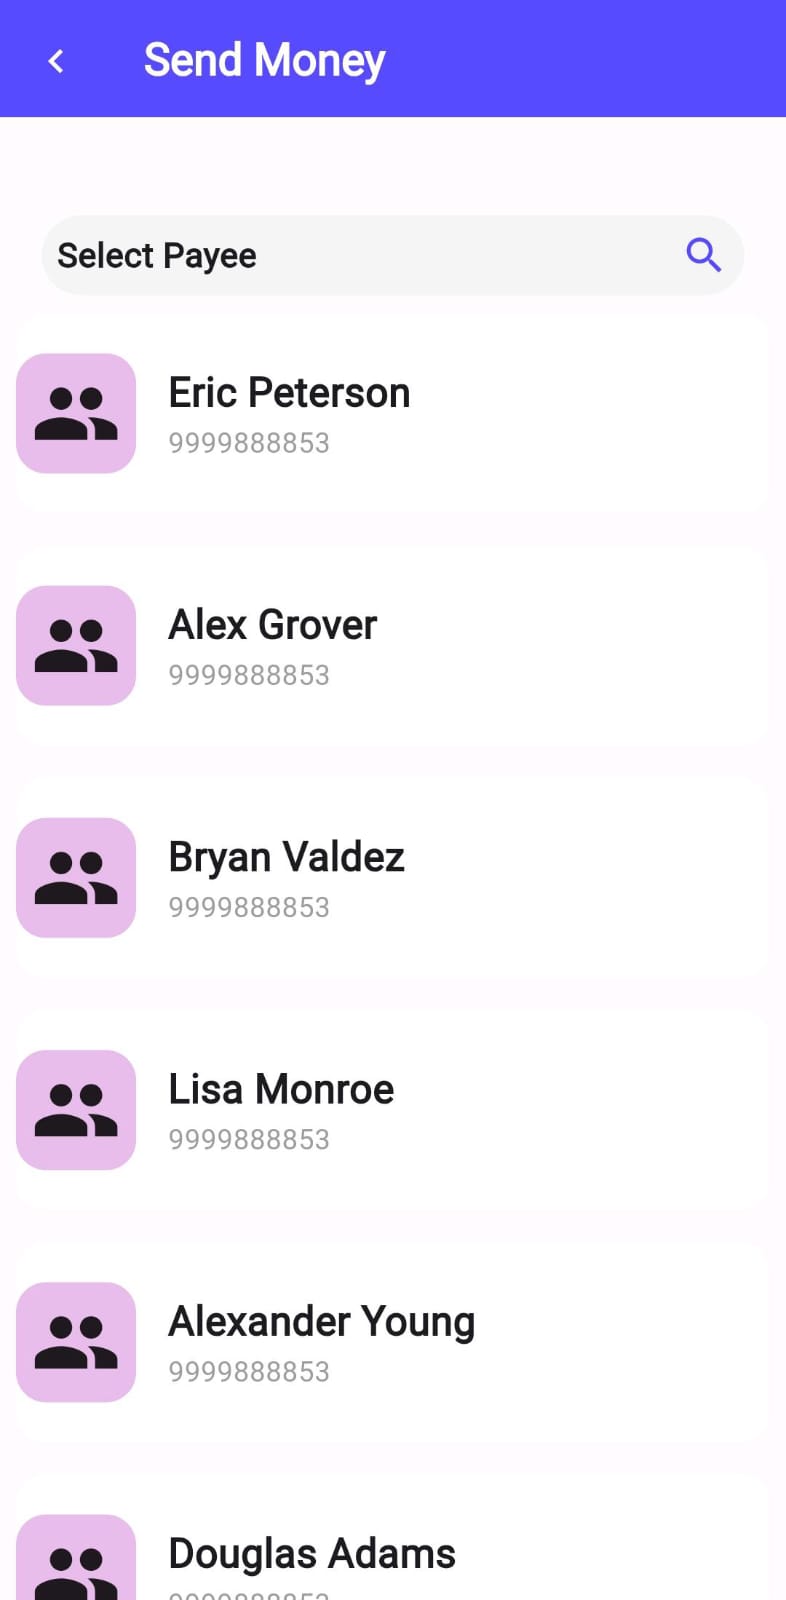 Send Money
Select Payee
Eric Peterson
9999888853
Alex Grover
9999888853
Bryan Valdez
9999888853
Lisa Monroe
9999888853
Alexander Young
9999888853
Douglas Adams